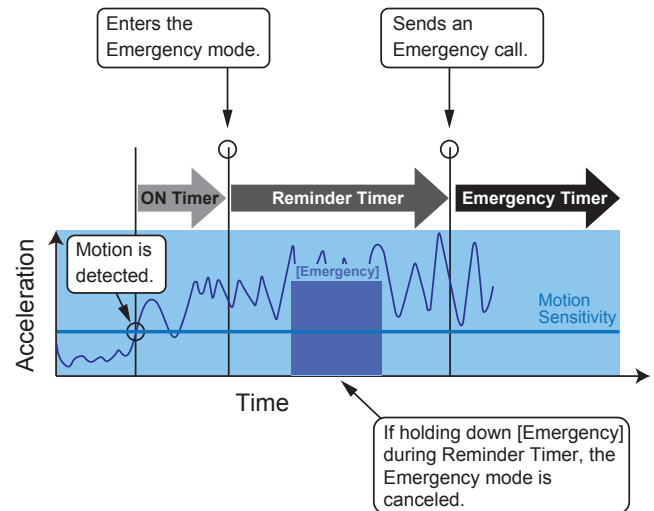 Enters the
Emergency mode.
Sends an
Emergency call.
ON Timer
Reminder Timer
Emergency Timer
Motion is
detected.
[Emergency]
Motion
Sensitivity
Acceleration
Time
If holding down [Emergency]
during Reminder Timer, the
Emergency mode is
canceled.